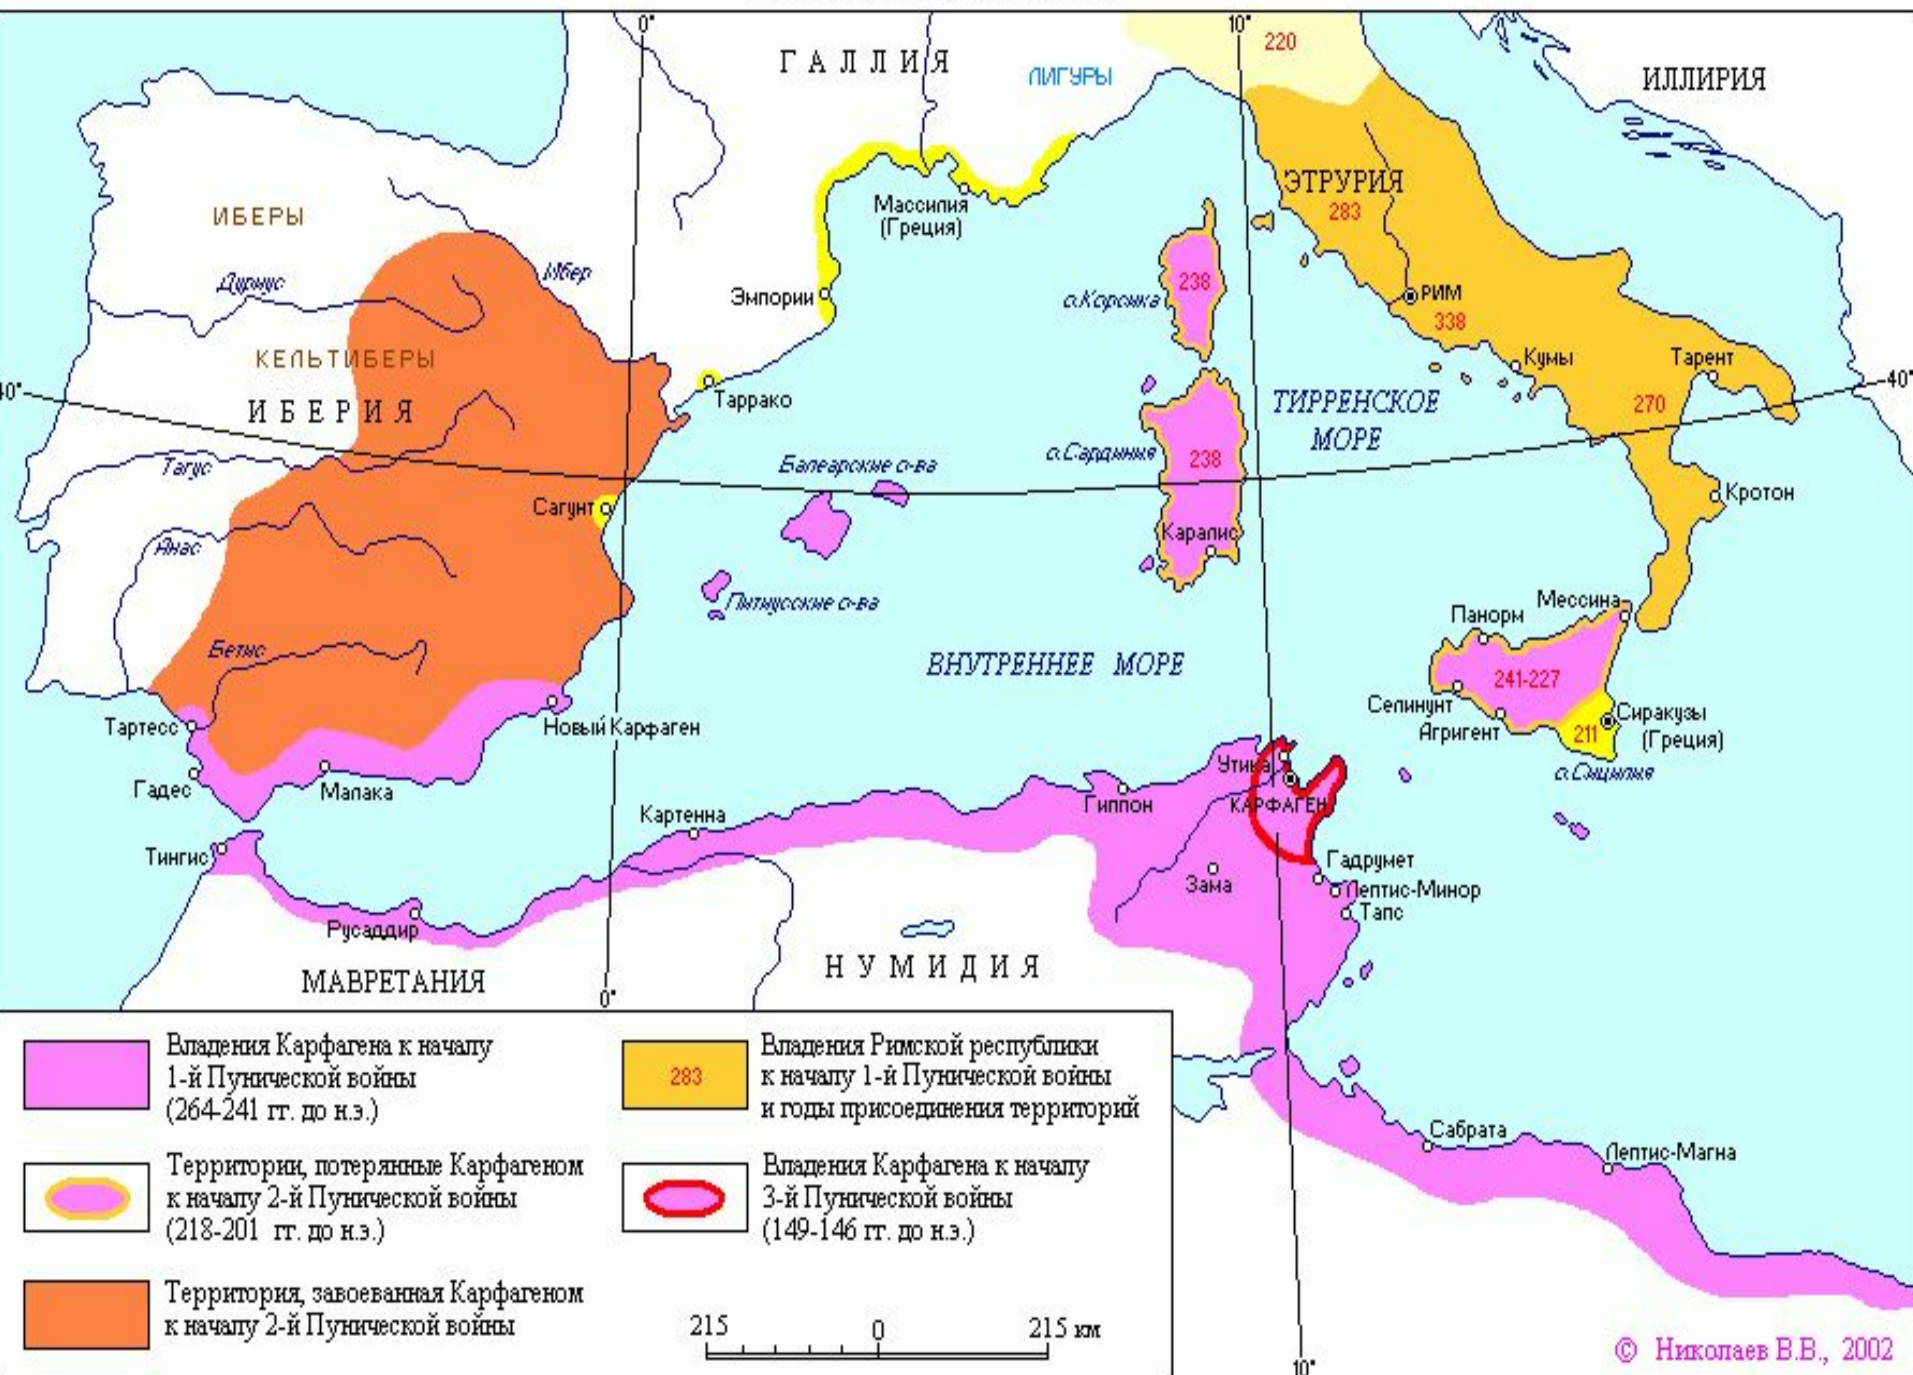 0°
10°
220
ГАЛЛИЯ
ЛИГУРЫ
ИЛЛИРИЯ
ЭТРУРИЯ
283
Массилия
(Греция)
ИБЕРЫ
Ибер
Дуриус
Эмпории
о.Корсика
238
РИМ
338
Кумы
Тарент
КЕЛЬТИБЕРЫ
40°
40°
ИБЕРИЯ
Таррако
ТИРРЕНСКОЕ
МОРЕ
270
Тагус
Балеарские о-ва
о.Сардиния
238
Кротон
Сагунт
Анас
Каралис
Питиусские о-ва
Мессина
Панорм
Бетис
ВНУТРЕННЕЕ МОРЕ
241-227
Селинунт
Агригент
211
Сиракузы
(Греция)
о.Сицилия
Тартесс
Новый Карфаген
Гадес
Малака
Утика
КАРФАГЕН
Гиппон
Картенна
Тингис
Гадрумет
Зама
Лептис-Минор
Тапс
Русаддир
МАВРЕТАНИЯ
НУМИДИЯ
0°
Сабрата
Лептис-Магна
Владения Карфагена к началу
1-й Пунической войны
(264-241 гг. до н.э.)
Территории, потерянные Карфагеном
к началу 2-й Пунической войны
(218-201 гг. до н.э.)
Территория, завоеванная Карфагеном
к началу 2-й Пунической войны
283
Владения Римской республики
к началу 1-й Пунической войны
и годы присоединения территорий
Владения Карфагена к началу
3-й Пунической войны
(149-146 гг. до н.э.)
215 0 215 км
10°
© Николаев В.В., 2002